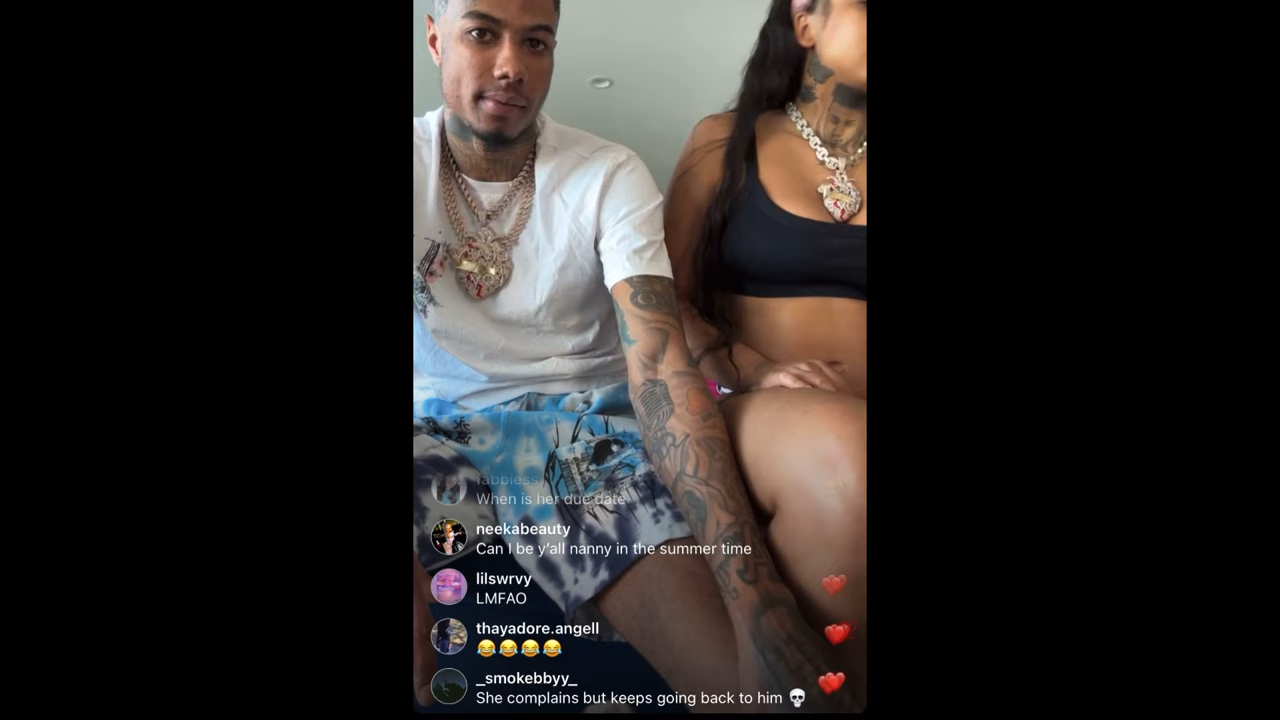 fabbiess
When is her due date
neekabeauty
Can I be y'all nanny in the summer time
lilswrvy
LMFAO
thayadore.angell
😂😂😂😂
_smokebbyy_
She complains but keeps going back to him 💀